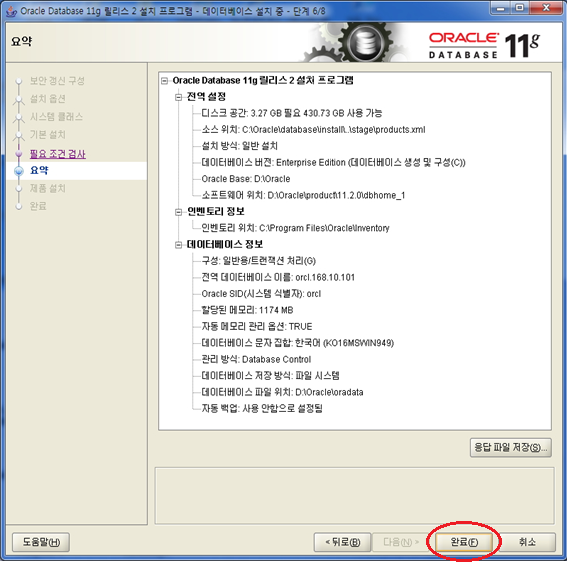 Oracle Database 11g 릴리스 2 설치 프로그램 - 데이터베이스 설치 중 - 단계 6/8
요약
ORACLE
DATABASE 11g
보안 갱신 구성
설치 옵션
시스템 클래스
기본 설치
필요 조건 검사
요약
제품 설치
완료
Oracle Database 11g 릴리스 2 설치 프로그램
전역 설정
디스크 공간: 3.27 GB 필요 430.73 GB 사용 가능
소스 위치: C:\Oracle\database\install\..\stage\products.xml
설치 방식: 일반 설치
데이터베이스 버전: Enterprise Edition (데이터베이스 생성 및 구성(C))
Oracle Base: D:\Oracle
소프트웨어 위치: D:\Oracle\product\11.2.0\dbhome_1
인벤토리 정보
인벤토리 위치: C:\Program Files\Oracle\Inventory
데이터베이스 정보
구성: 일반용/트랜잭션 처리(G)
전역 데이터베이스 이름: orcl.168.10.101
Oracle SID(시스템 식별자): orcl
할당된 메모리: 1174 MB
자동 메모리 관리 옵션: TRUE
데이터베이스 문자 집합: 한국어 (KO16MSWIN949)
관리 방식: Database Control
데이터베이스 저장 방식: 파일 시스템
데이터베이스 파일 위치: D:\Oracle\oradata
자동 백업: 사용 안함으로 설정됨
응답 파일 저장(S)...
도움말(H)
< 뒤로(B)
다음(N) >
완료(F)
취소